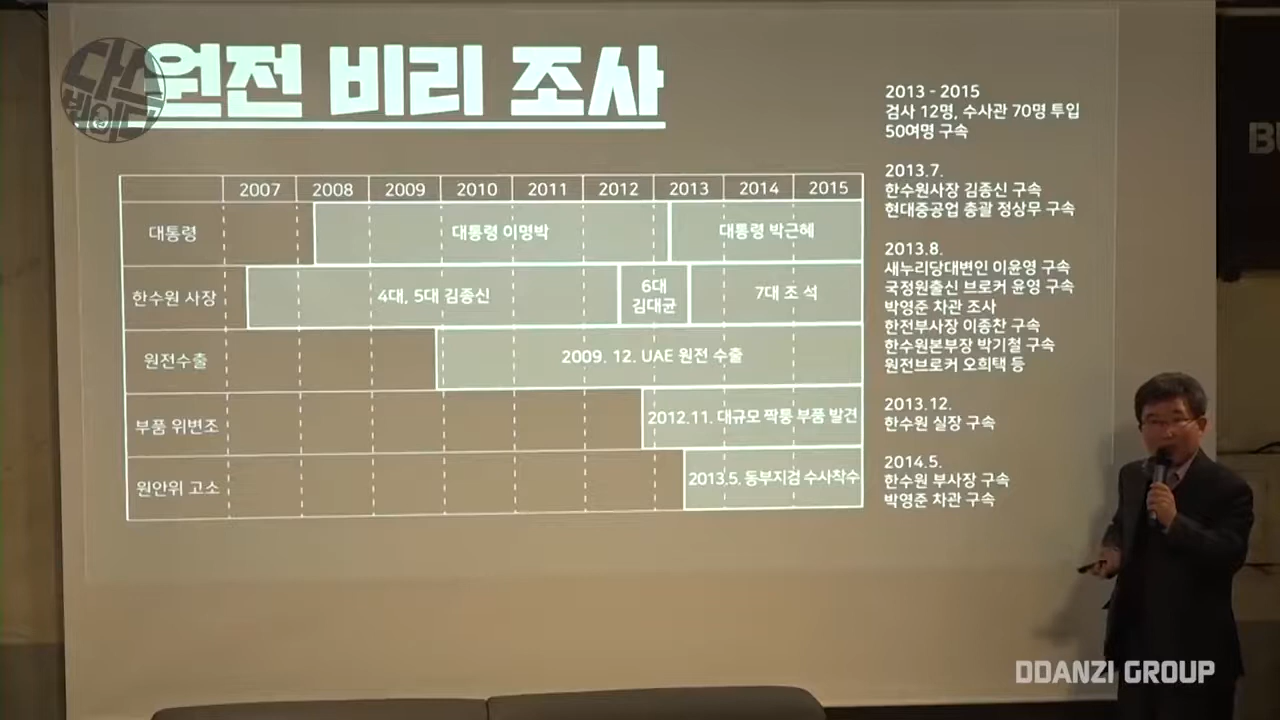 다스뵈이다
원전 비리 조사
2007 2008 2009 2010 2011 2012 2013 2014 2015
대통령 대통령 이명박 대통령 박근혜
한수원 사장 4대, 5대 김종신 6대 김대균 7대 조 석
원전수출 2009. 12. UAE 원전 수출
부품 위변조 2012.11. 대규모 짝퉁 부품 발견
원안위 고소 2013.5. 동부지검 수사착수
2013 - 2015
검사 12명, 수사관 70명 투입
50여명 구속
2013.7.
한수원사장 김종신 구속
현대중공업 총괄 정상무 구속
2013.8.
새누리당대변인 이윤영 구속
국정원출신 브로커 윤영 구속
박영준 차관 조사
한전부사장 이종찬 구속
한수원본부장 박기철 구속
원전브로커 오희택 등
2013.12.
한수원 실장 구속
2014.5.
한수원 부사장 구속
박영준 차관 구속
DDANZI GROUP